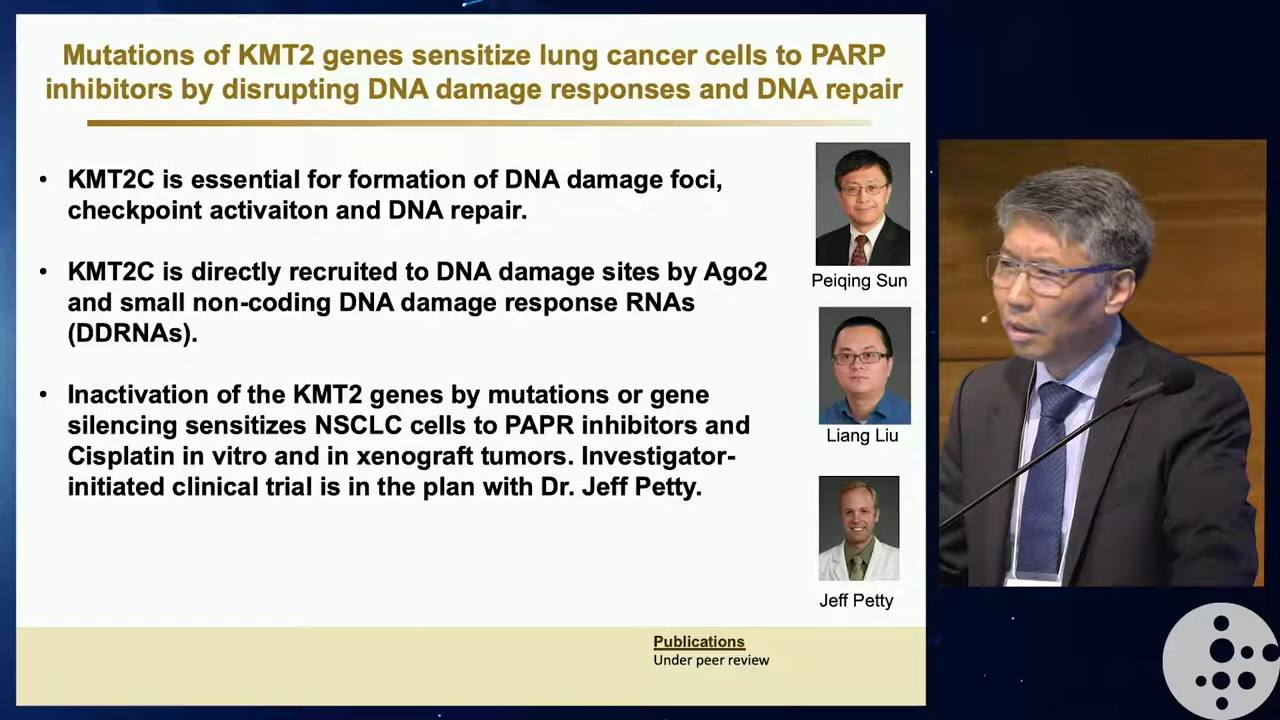 Mutations of KMT2 genes sensitize lung cancer cells to PARP
inhibitors by disrupting DNA damage responses and DNA repair
• KMT2C is essential for formation of DNA damage foci,
checkpoint activaiton and DNA repair.
• KMT2C is directly recruited to DNA damage sites by Ago2
and small non-coding DNA damage response RNAs
(DDRNAs).
• Inactivation of the KMT2 genes by mutations or gene
silencing sensitizes NSCLC cells to PAPR inhibitors and
Cisplatin in vitro and in xenograft tumors. Investigator-
initiated clinical trial is in the plan with Dr. Jeff Petty.
Peiqing Sun
Liang Liu
Jeff Petty
Publications
Under peer review